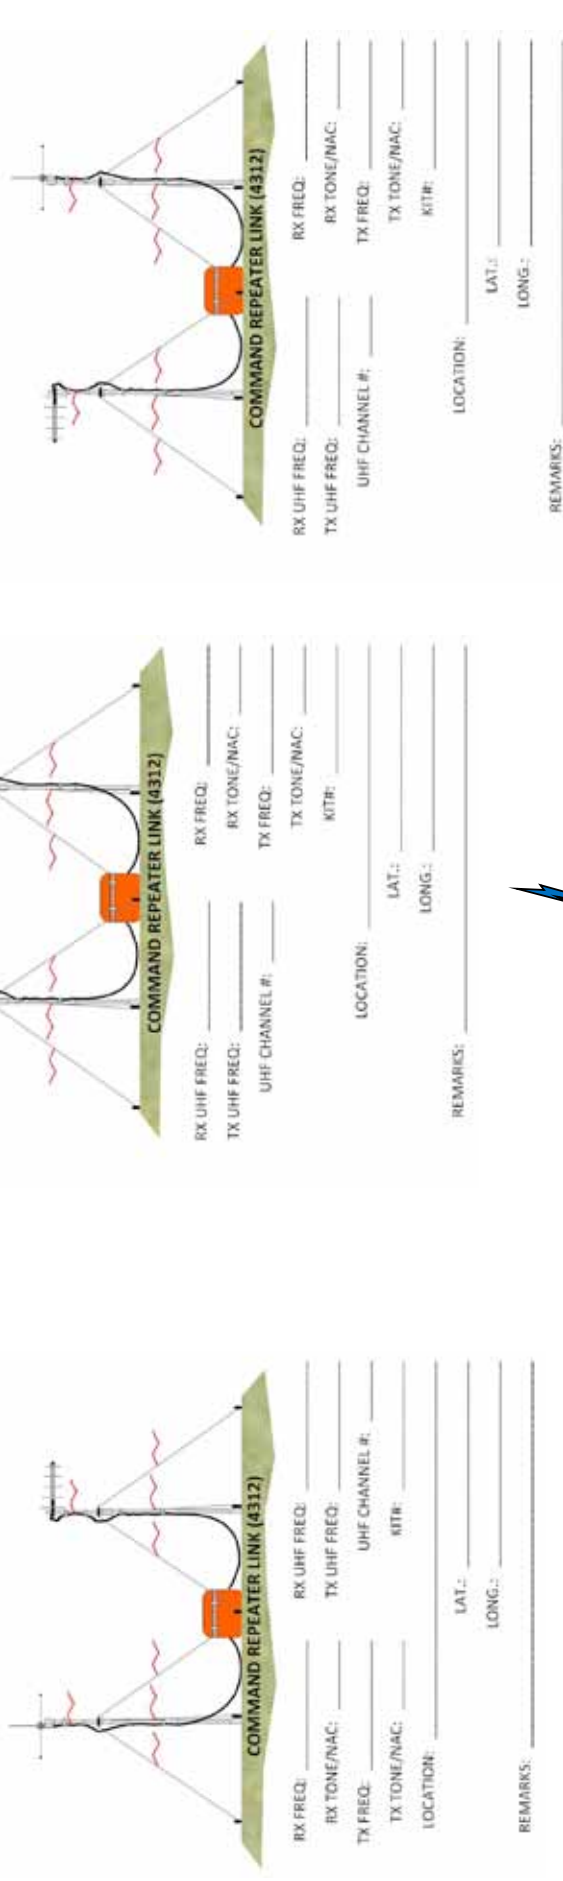 COMMAND REPEATER LINK (4312)
RX FREQ: RX UHF FREQ:
RX TONE/NAC: TX UHF FREQ:
TX FREQ: UHF CHANNEL #:
TX TONE/NAC: KIT#:
LOCATION:
LAT.:
LONG.:
REMARKS:
COMMAND REPEATER LINK (4312)
RX UHF FREQ: RX FREQ:
TX UHF FREQ: RX TONE/NAC:
UHF CHANNEL #: TX FREQ:
TX TONE/NAC:
KIT#:
LOCATION:
LAT.:
LONG.:
REMARKS:
COMMAND REPEATER LINK (4312)
RX UHF FREQ: RX FREQ:
TX UHF FREQ: RX TONE/NAC:
UHF CHANNEL #: TX FREQ:
TX TONE/NAC:
KIT#:
LOCATION:
LAT.:
LONG.:
REMARKS: